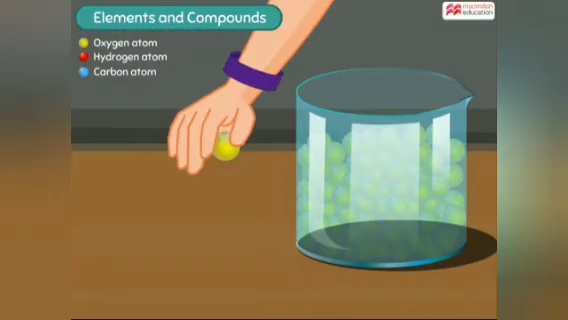 Elements and Compounds
macmillan
education
Oxygen atom
Hydrogen atom
Carbon atom